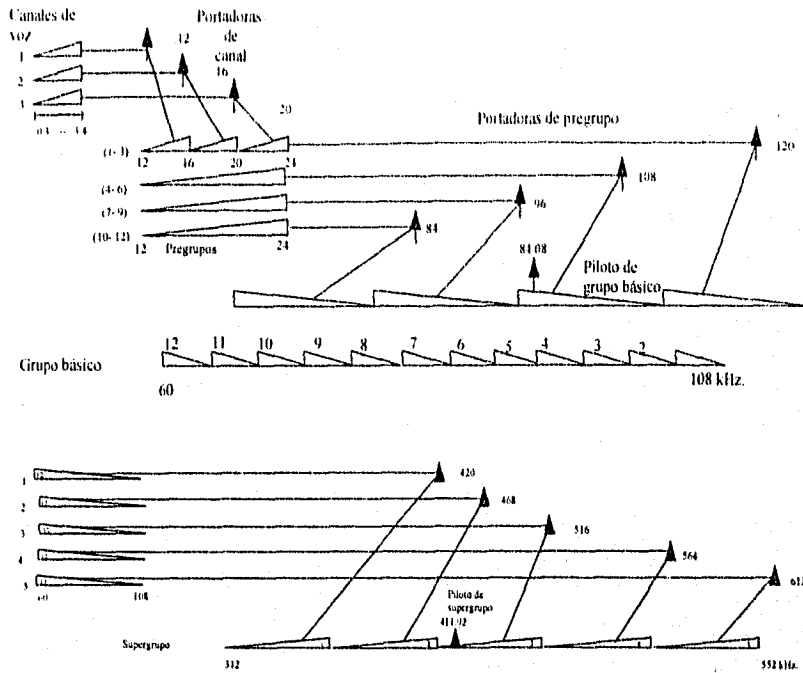 Canales de
VOZ
Portadoras
de
canal
1
12
2
16
3
20
03 - 34
Portadoras de pregrupo
(1-3)
12 16 20 24
120
(4-6)
108
(7-9)
96
(10-12)
84
12
Pregrupos
24
84 08
Piloto de
grupo básico
12 11 10 9 8 7 6 5 4 3 2
Grupo básico
60
108 kHz.
1
420
2
468
3
516
4
564
5
612
60
108
Piloto de
supergrupo
411 92
Supergrupo
312
552 kHz.